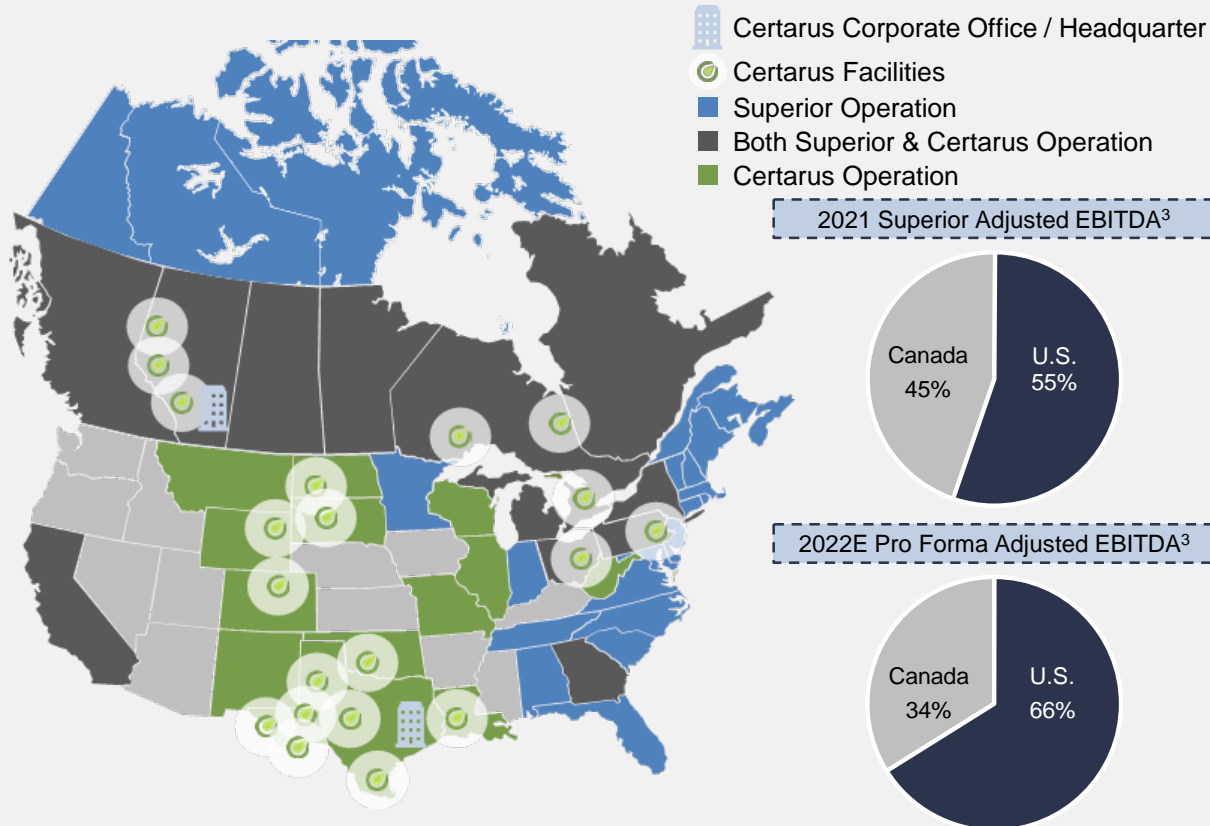 Certarus Corporate Office / Headquarter
Certarus Facilities
Superior Operation
Both Superior & Certarus Operation
Certarus Operation
2021 Superior Adjusted EBITDA³
Canada
45%
U.S.
55%
2022E Pro Forma Adjusted EBITDA³
Canada
34%
U.S.
66%